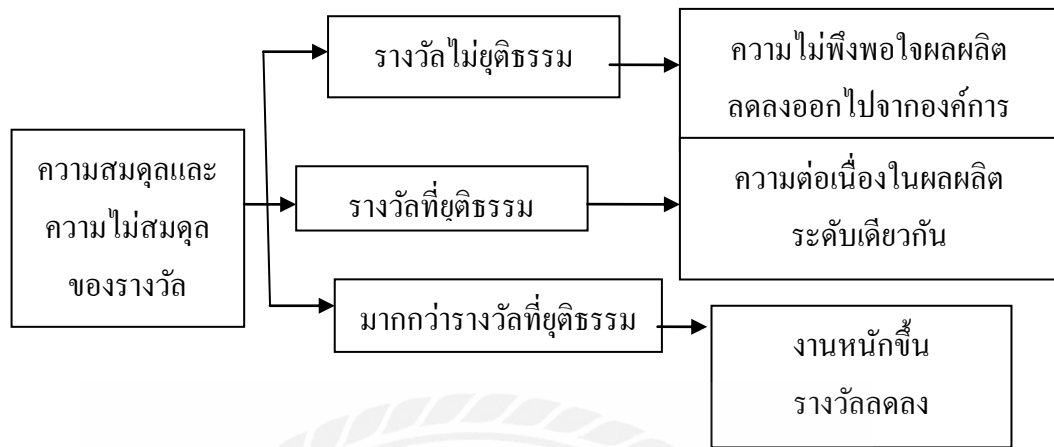 รางวัลไม่ยุติธรรม
ความไม่พึงพอใจผลผลิต
ลดลงออกไปจากองค์การ
ความสมดุลและ
ความไม่สมดุล
ของรางวัล
รางวัลที่ยุติธรรม
ความต่อเนื่องในผลผลิต
ระดับเดียวกัน
มากกว่ารางวัลที่ยุติธรรม
งานหนักขึ้น
รางวัลลดลง